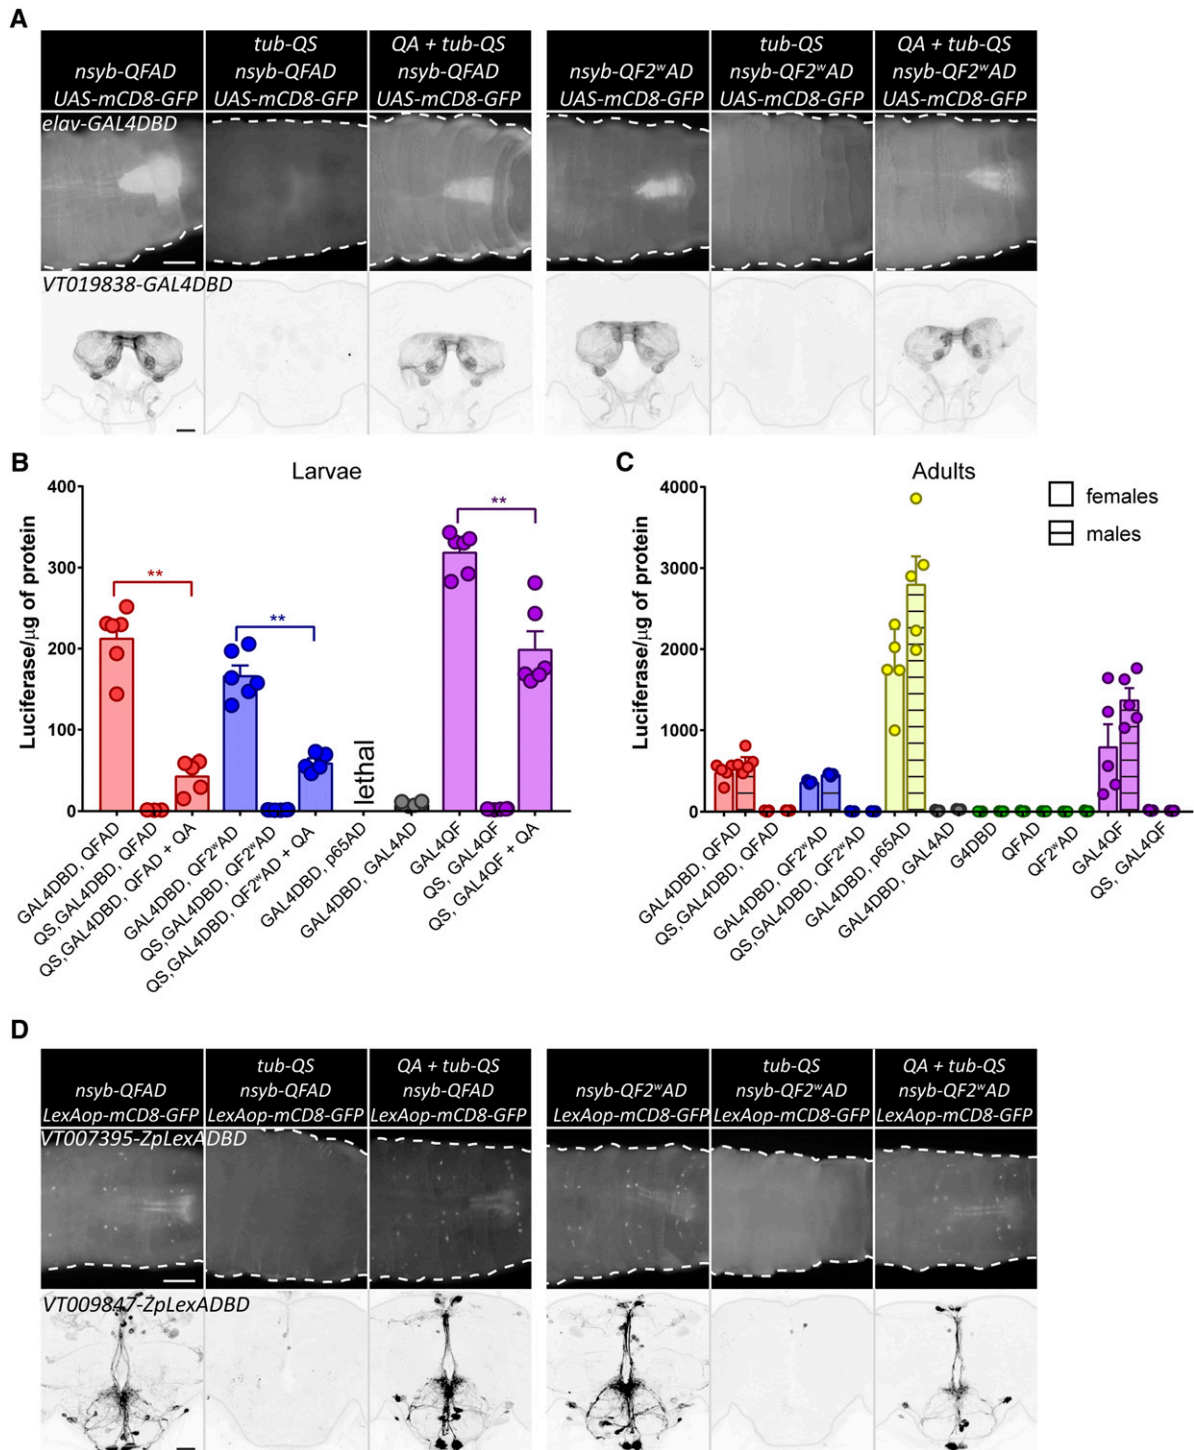 A
nsyb-QFAD
UAS-mCD8-GFP
tub-QS
nsyb-QFAD
UAS-mCD8-GFP
QA + tub-QS
nsyb-QFAD
UAS-mCD8-GFP
nsyb-QF2ʷAD
UAS-mCD8-GFP
tub-QS
nsyb-QF2ʷAD
UAS-mCD8-GFP
QA + tub-QS
nsyb-QF2ʷAD
UAS-mCD8-GFP
elav-GAL4DBD
VT019838-GAL4DBD
B
Larvae
Luciferase/µg of protein
400
300
200
100
0
**
**
**
lethal
GAL4DBD, QFAD
QS,GAL4DBD, QFAD
QS,GAL4DBD, QFAD + QA
GAL4DBD, QF2ʷAD
QS,GAL4DBD, QF2ʷAD
QS,GAL4DBD, QF2ʷAD + QA
GAL4DBD, p65AD
GAL4DBD, GAL4AD
GAL4QF
QS, GAL4QF
QS, GAL4QF + QA
C
Adults
females
males
Luciferase/µg of protein
4000
3000
2000
1000
0
GAL4DBD, QFAD
QS,GAL4DBD, QFAD
GAL4DBD, QF2ʷAD
QS,GAL4DBD, QF2ʷAD
GAL4DBD, p65AD
GAL4DBD, GAL4AD
G4DBD
QFAD
QF2ʷAD
GAL4QF
QS, GAL4QF
D
nsyb-QFAD
LexAop-mCD8-GFP
tub-QS
nsyb-QFAD
LexAop-mCD8-GFP
QA + tub-QS
nsyb-QFAD
LexAop-mCD8-GFP
nsyb-QF2ʷAD
LexAop-mCD8-GFP
tub-QS
nsyb-QF2ʷAD
LexAop-mCD8-GFP
QA + tub-QS
nsyb-QF2ʷAD
LexAop-mCD8-GFP
VT007395-ZpLexADBD
VT009847-ZpLexADBD